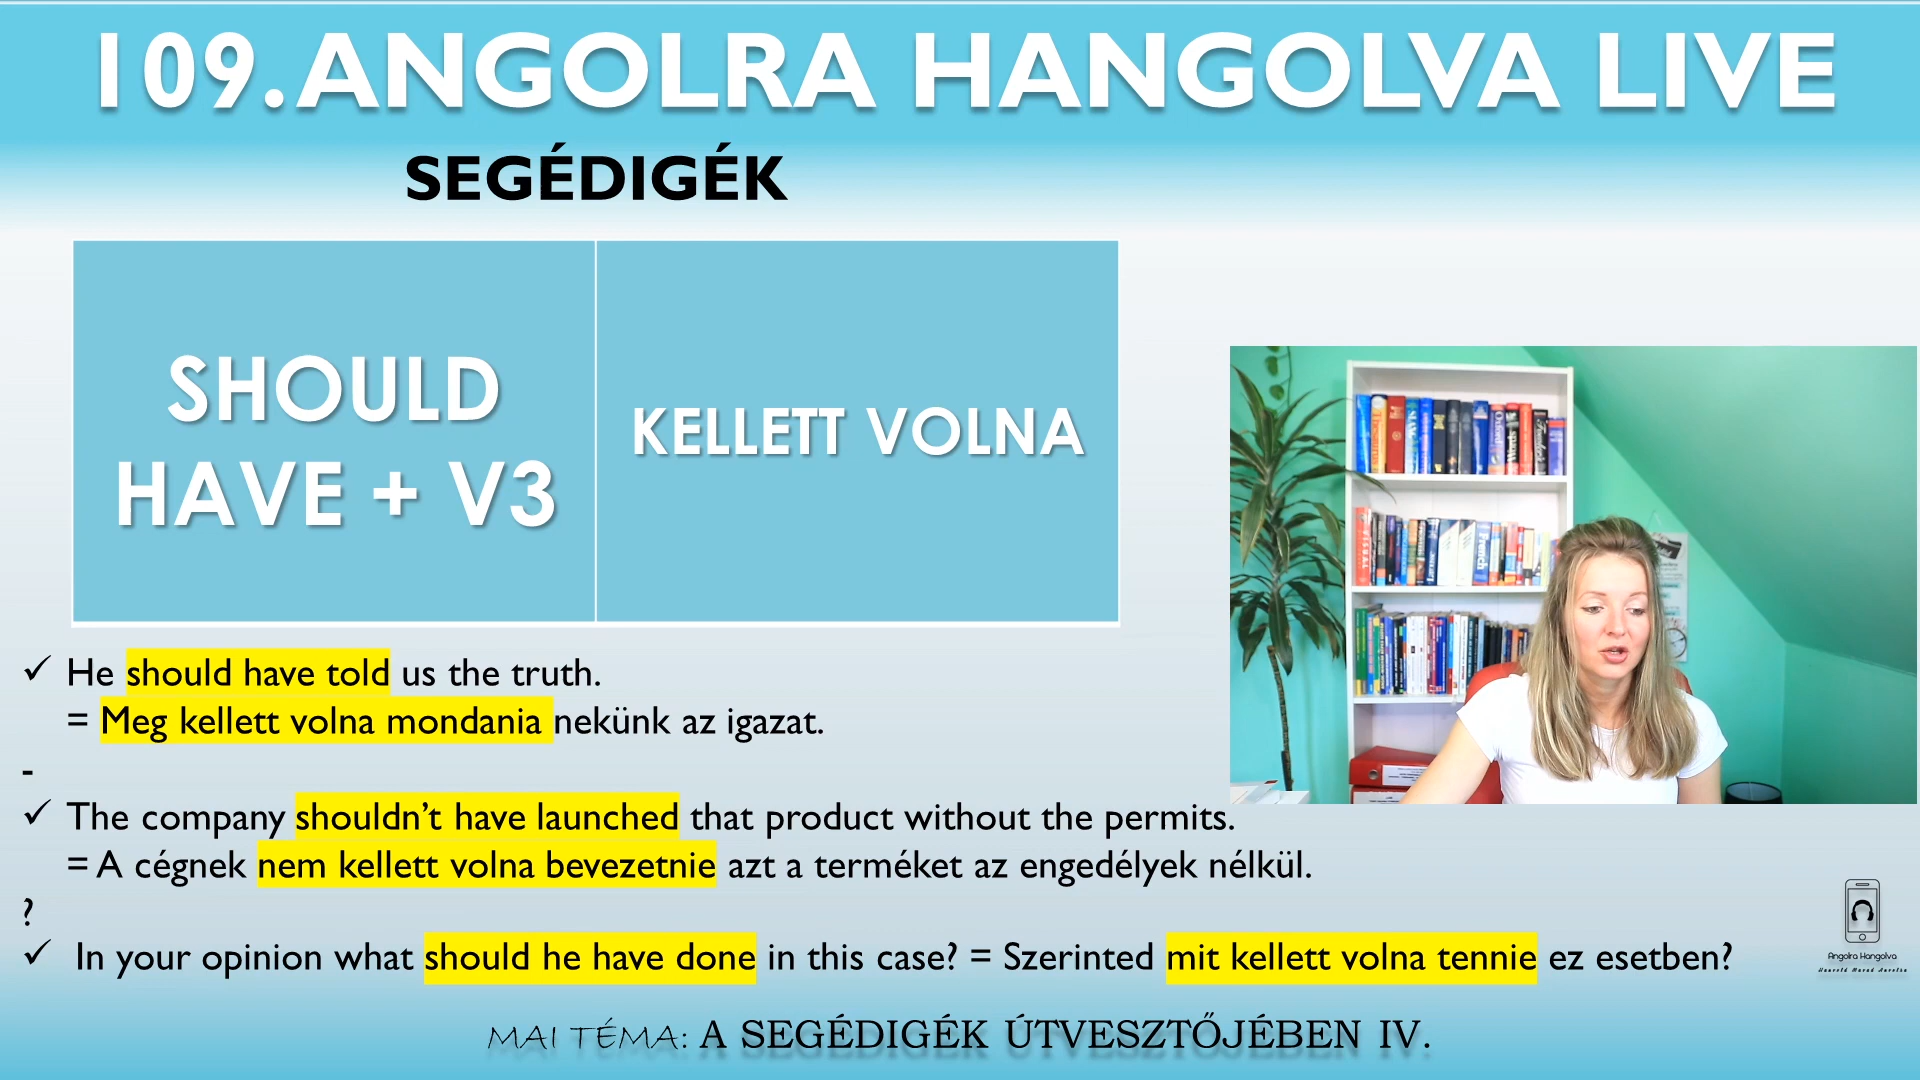 109. ANGOLRA HANGOLVA LIVE
SEGÉDIGÉK
SHOULD
HAVE + V3
KELLETT VOLNA
✓ He should have told us the truth.
= Meg kellett volna mondania nekünk az igazat.
-
✓ The company shouldn't have launched that product without the permits.
= A cégnek nem kellett volna bevezetnie azt a terméket az engedélyek nélkül.
?
✓ In your opinion what should he have done in this case? = Szerinted mit kellett volna tennie ez esetben?
Angolra Hangolva
MAI TÉMA: A SEGÉDIGÉK ÚTVESZTŐJÉBEN IV.